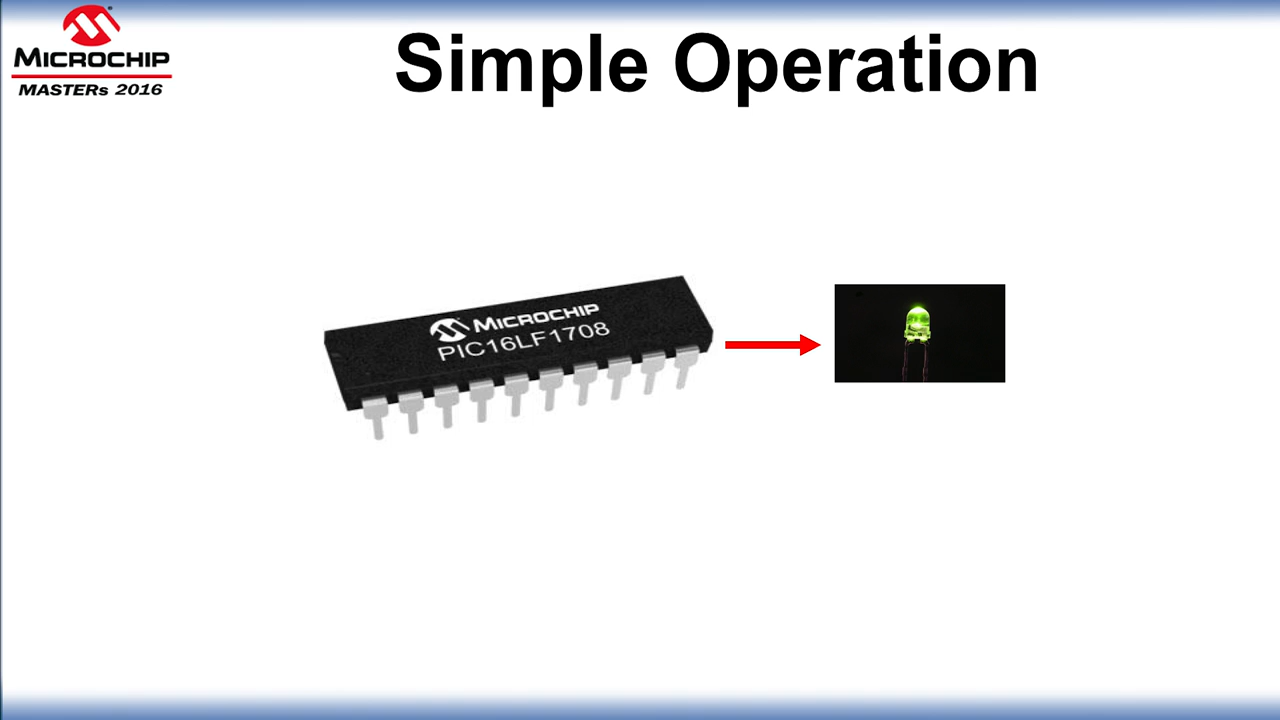 MICROCHIP
MASTERs 2016
Simple Operation
MICROCHIP
PIC16LF1708